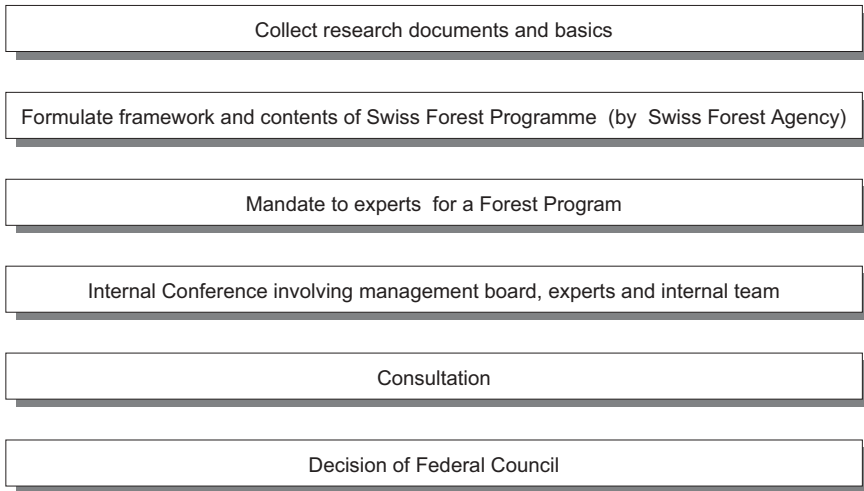 Collect research documents and basics
Formulate framework and contents of Swiss Forest Programme (by Swiss Forest Agency)
Mandate to experts for a Forest Program
Internal Conference involving management board, experts and internal team
Consultation
Decision of Federal Council